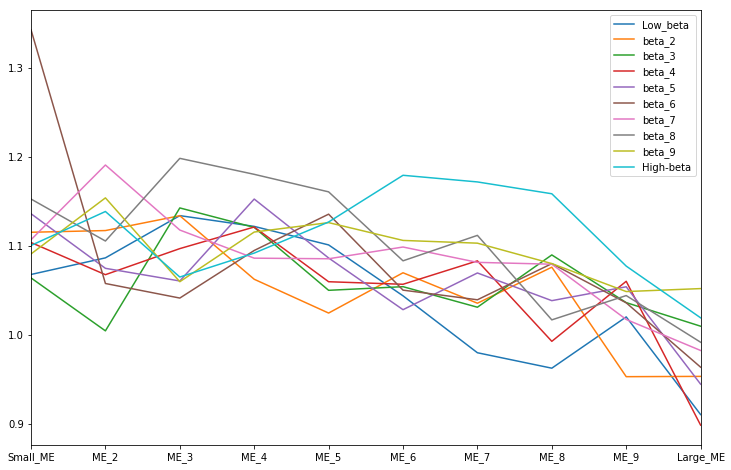 1.3
1.2
1.1
1.0
0.9
Small_ME ME_2 ME_3 ME_4 ME_5 ME_6 ME_7 ME_8 ME_9 Large_ME
Low_beta
beta_2
beta_3
beta_4
beta_5
beta_6
beta_7
beta_8
beta_9
High-beta